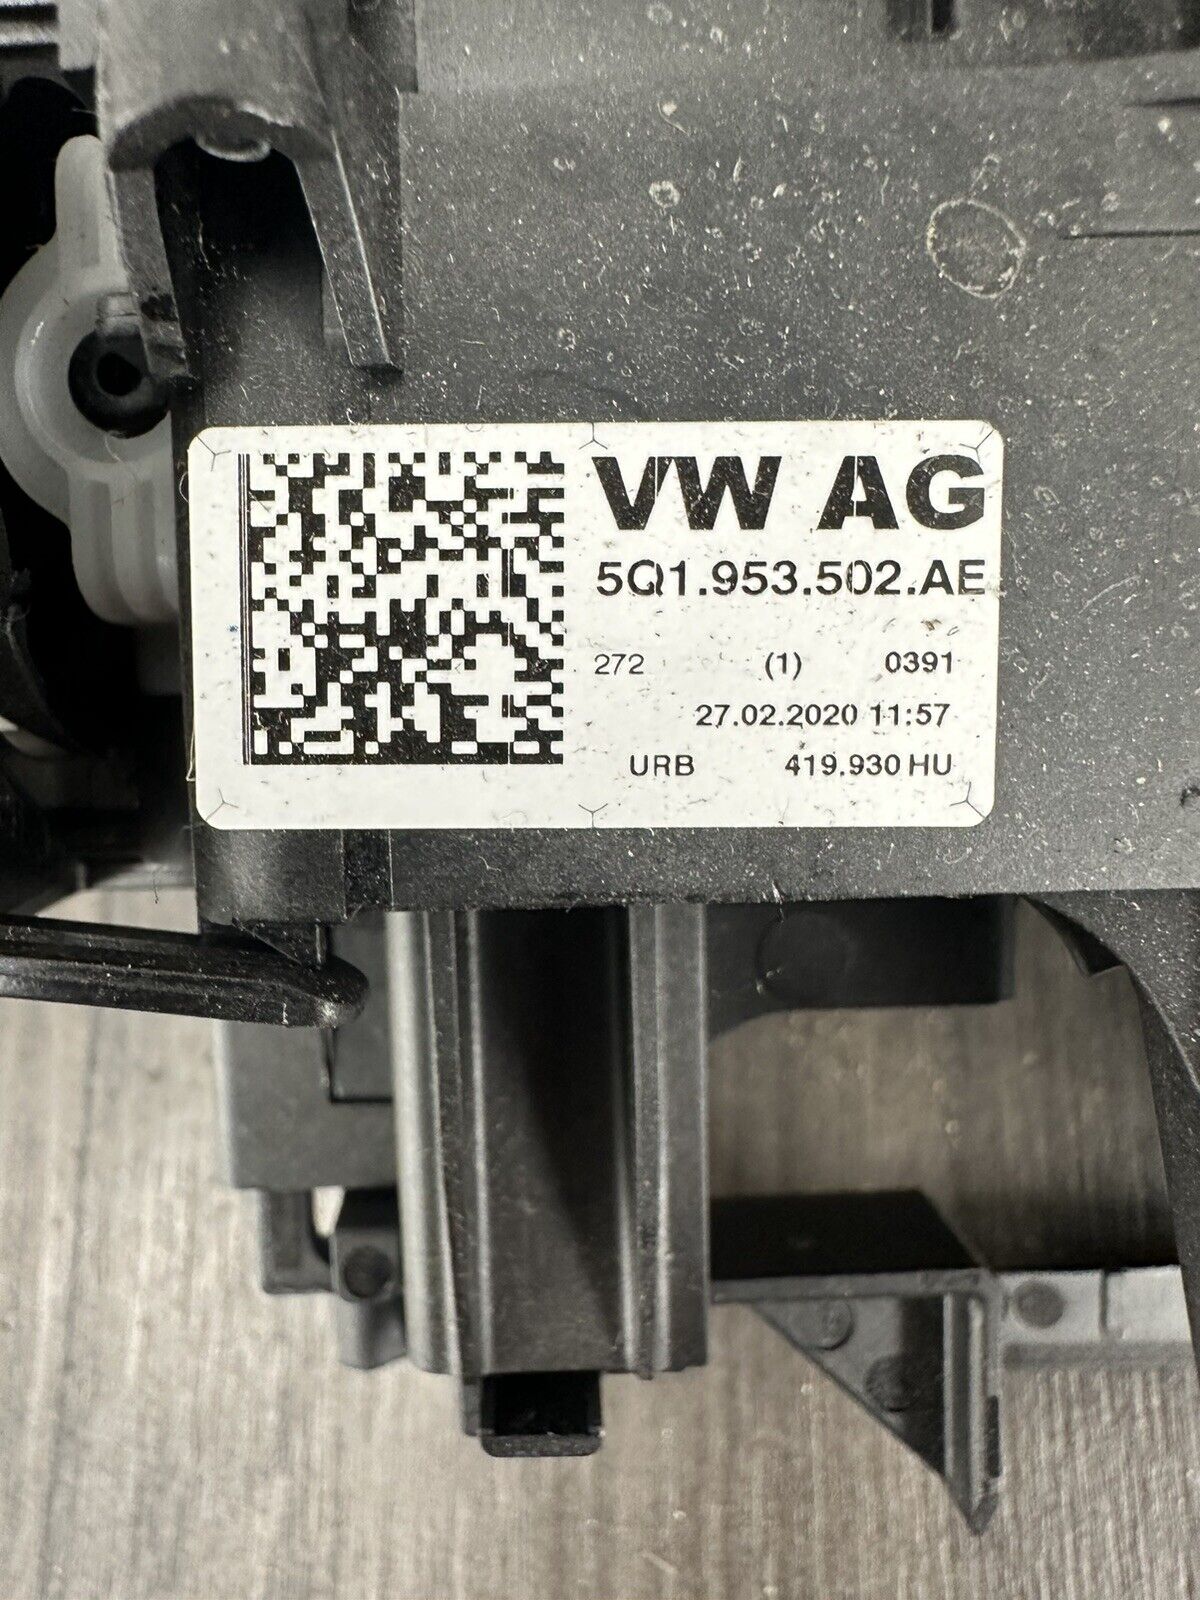 VW AG
5Q1.953.502.AE
272 (1) 0391
27.02.2020 11:57
URB 419.930 HU